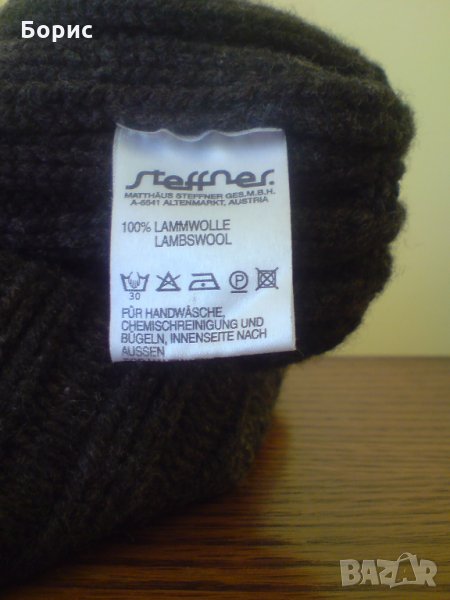 Борис
steffner.
MATTHÄUS STEFFNER GES.M.B.H.
A-5541 ALTENMARKT, AUSTRIA
100% LAMMWOLLE
LAMBSWOOL
P
30
FÜR HANDWÄSCHE,
CHEMISCHREINIGUNG UND
BÜGELN, INNENSEITE NACH
AUSSEN
BAZAR